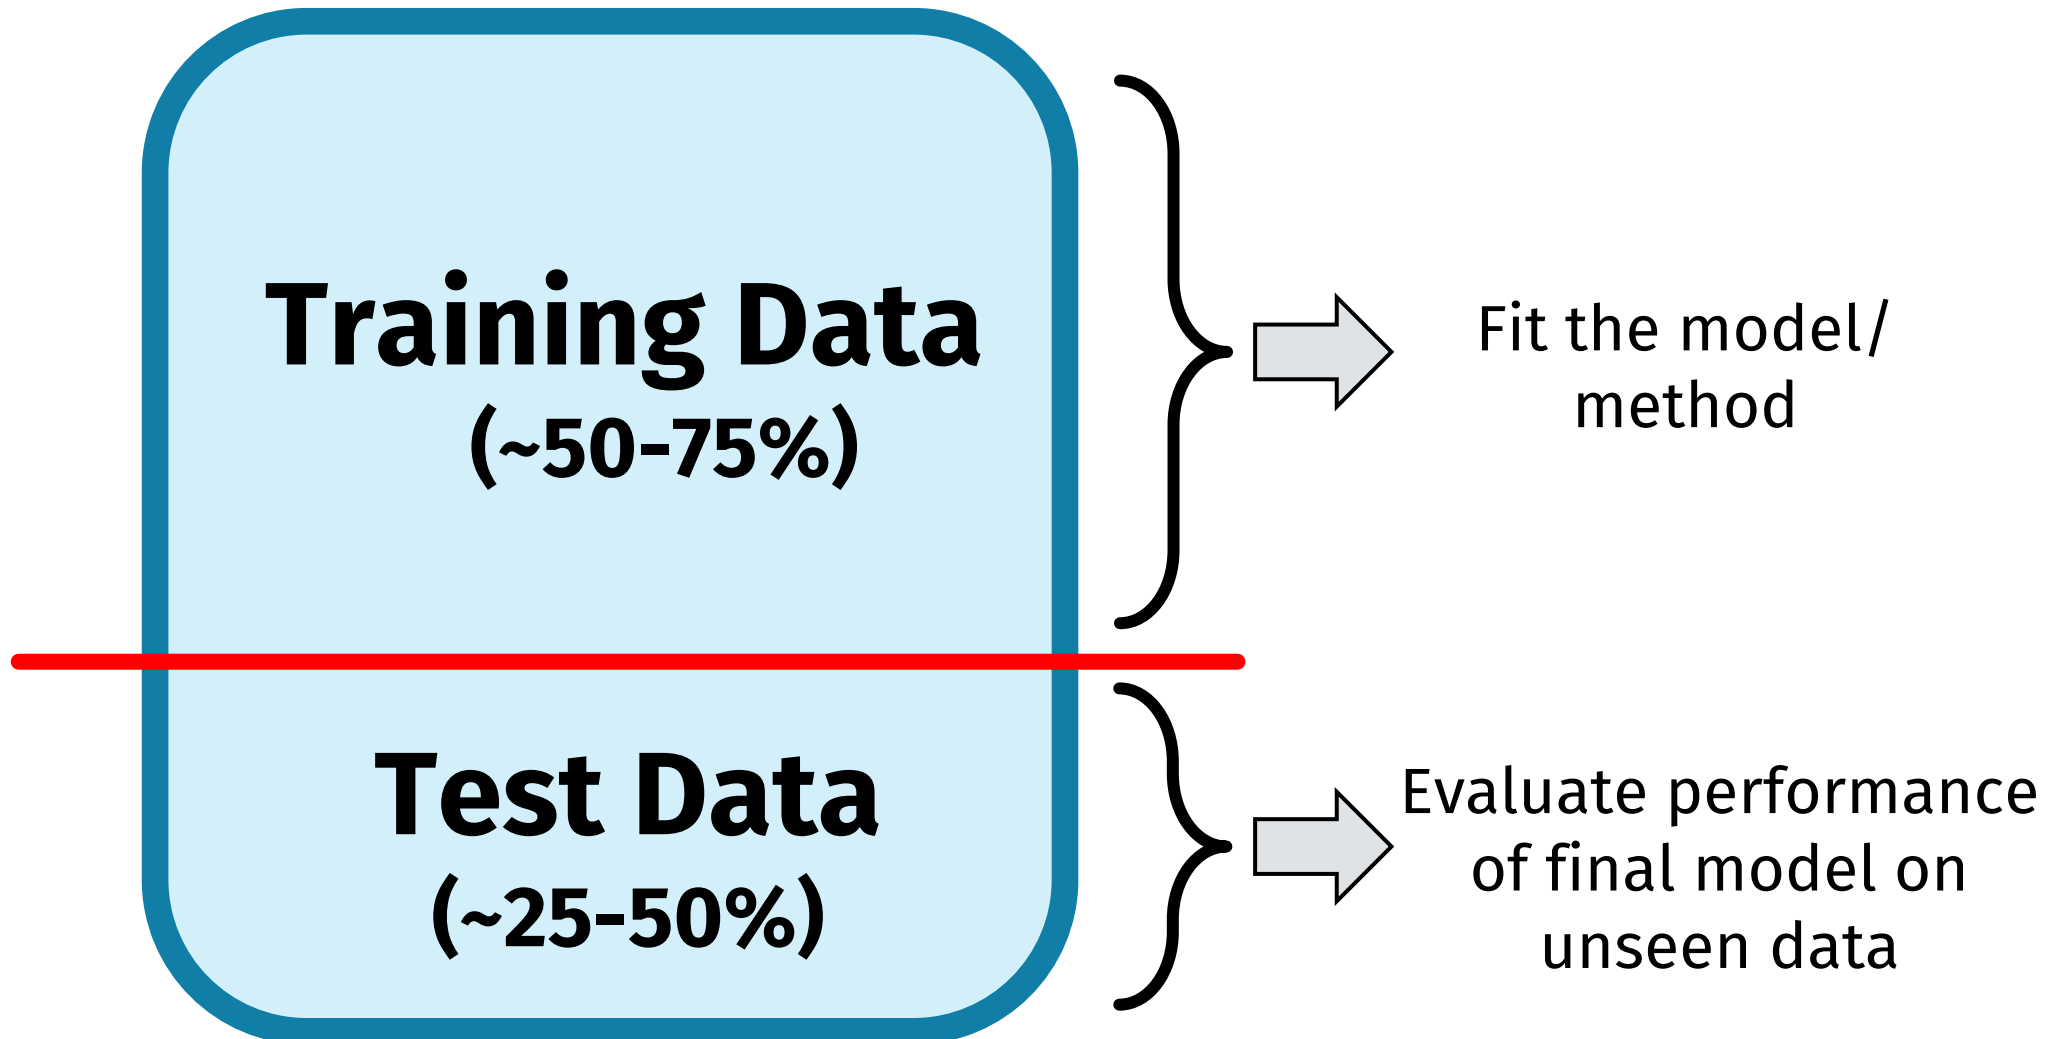 Training Data
(~50-75%)
Fit the model/
method
Test Data
(~25-50%)
Evaluate performance
of final model on
unseen data